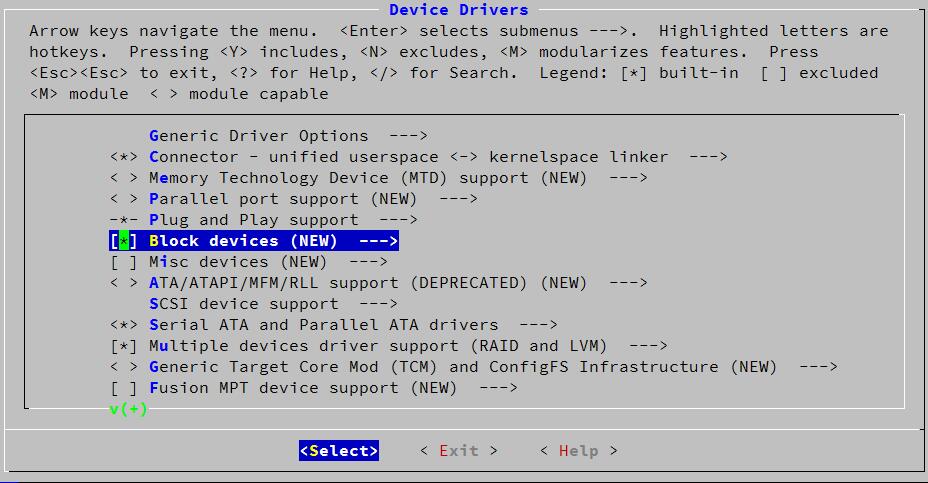 Device Drivers
Arrow keys navigate the menu.  <Enter> selects submenus --->.  Highlighted letters are
hotkeys.  Pressing <Y> includes, <N> excludes, <M> modularizes features.  Press
<Esc><Esc> to exit, <?> for Help, </> for Search.  Legend: [*] built-in  [ ] excluded
<M> module  < > module capable
Generic Driver Options  --->
<*> Connector - unified userspace <-> kernelspace linker  --->
< > Memory Technology Device (MTD) support (NEW)  --->
< > Parallel port support (NEW)  --->
-*- Plug and Play support  --->
[*] Block devices (NEW)  --->
[ ] Misc devices (NEW)  --->
< > ATA/ATAPI/MFM/RLL support (DEPRECATED) (NEW)  --->
SCSI device support  --->
<*> Serial ATA and Parallel ATA drivers  --->
[*] Multiple devices driver support (RAID and LVM)  --->
< > Generic Target Core Mod (TCM) and ConfigFS Infrastructure (NEW)  --->
[ ] Fusion MPT device support (NEW)  --->
v(+)
<Select>    < Exit >    < Help >